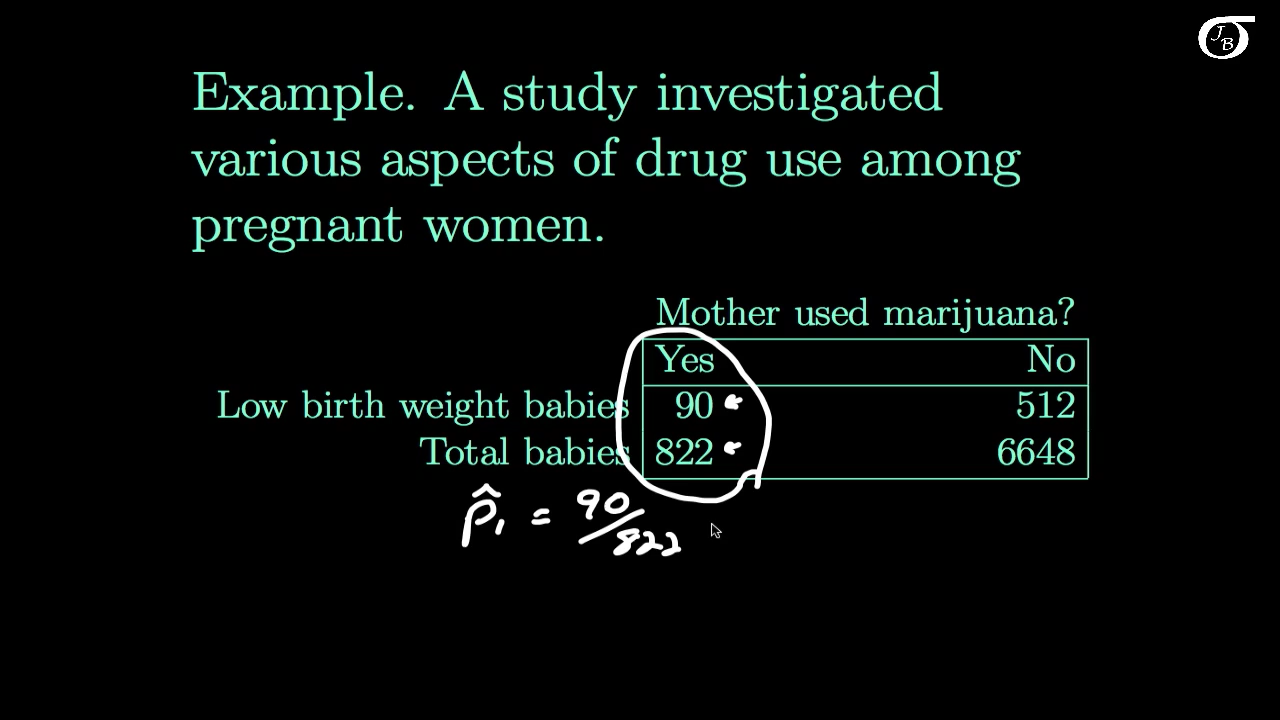 JB
Example. A study investigated
various aspects of drug use among
pregnant women.
Mother used marijuana?
Yes No
Low birth weight babies 90 512
Total babies 822 6648
p̂₁ = 90/822